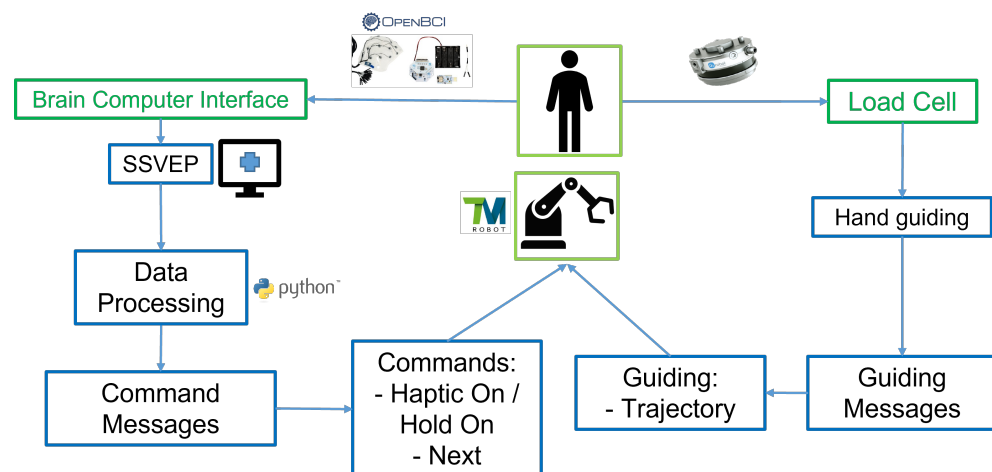 OPENBCI
Brain Computer Interface
Load Cell
SSVEP
TM
ROBOT
Hand guiding
Data
Processing
python™
Commands:
- Haptic On /
Hold On
- Next
Guiding:
- Trajectory
Guiding
Messages
Command
Messages